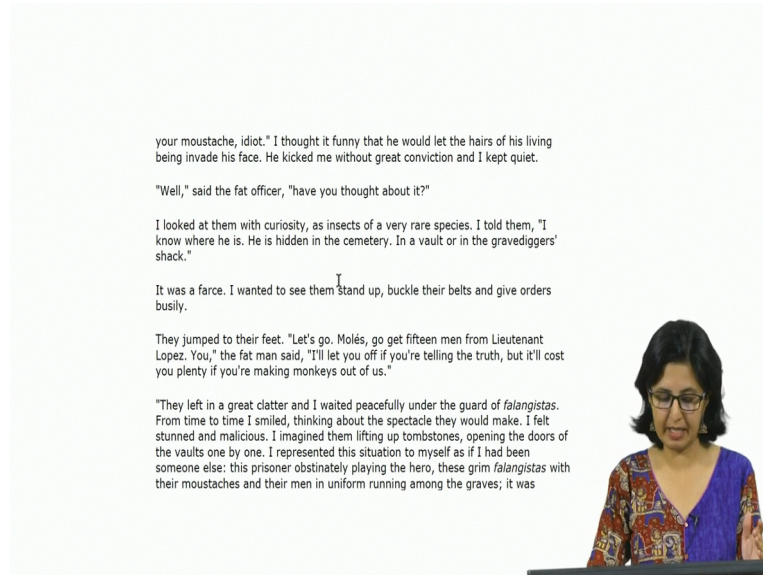 your moustache, idiot." I thought it funny that he would let the hairs of his living
being invade his face. He kicked me without great conviction and I kept quiet.
"Well," said the fat officer, "have you thought about it?"
I looked at them with curiosity, as insects of a very rare species. I told them, "I
know where he is. He is hidden in the cemetery. In a vault or in the gravediggers'
shack."
It was a farce. I wanted to see them stand up, buckle their belts and give orders
busily.
They jumped to their feet. "Let's go. Molés, go get fifteen men from Lieutenant
Lopez. You," the fat man said, "I'll let you off if you're telling the truth, but it'll cost
you plenty if you're making monkeys out of us."
"They left in a great clatter and I waited peacefully under the guard of falangistas.
From time to time I smiled, thinking about the spectacle they would make. I felt
stunned and malicious. I imagined them lifting up tombstones, opening the doors of
the vaults one by one. I represented this situation to myself as if I had been
someone else: this prisoner obstinately playing the hero, these grim falangistas with
their moustaches and their men in uniform running among the graves; it was